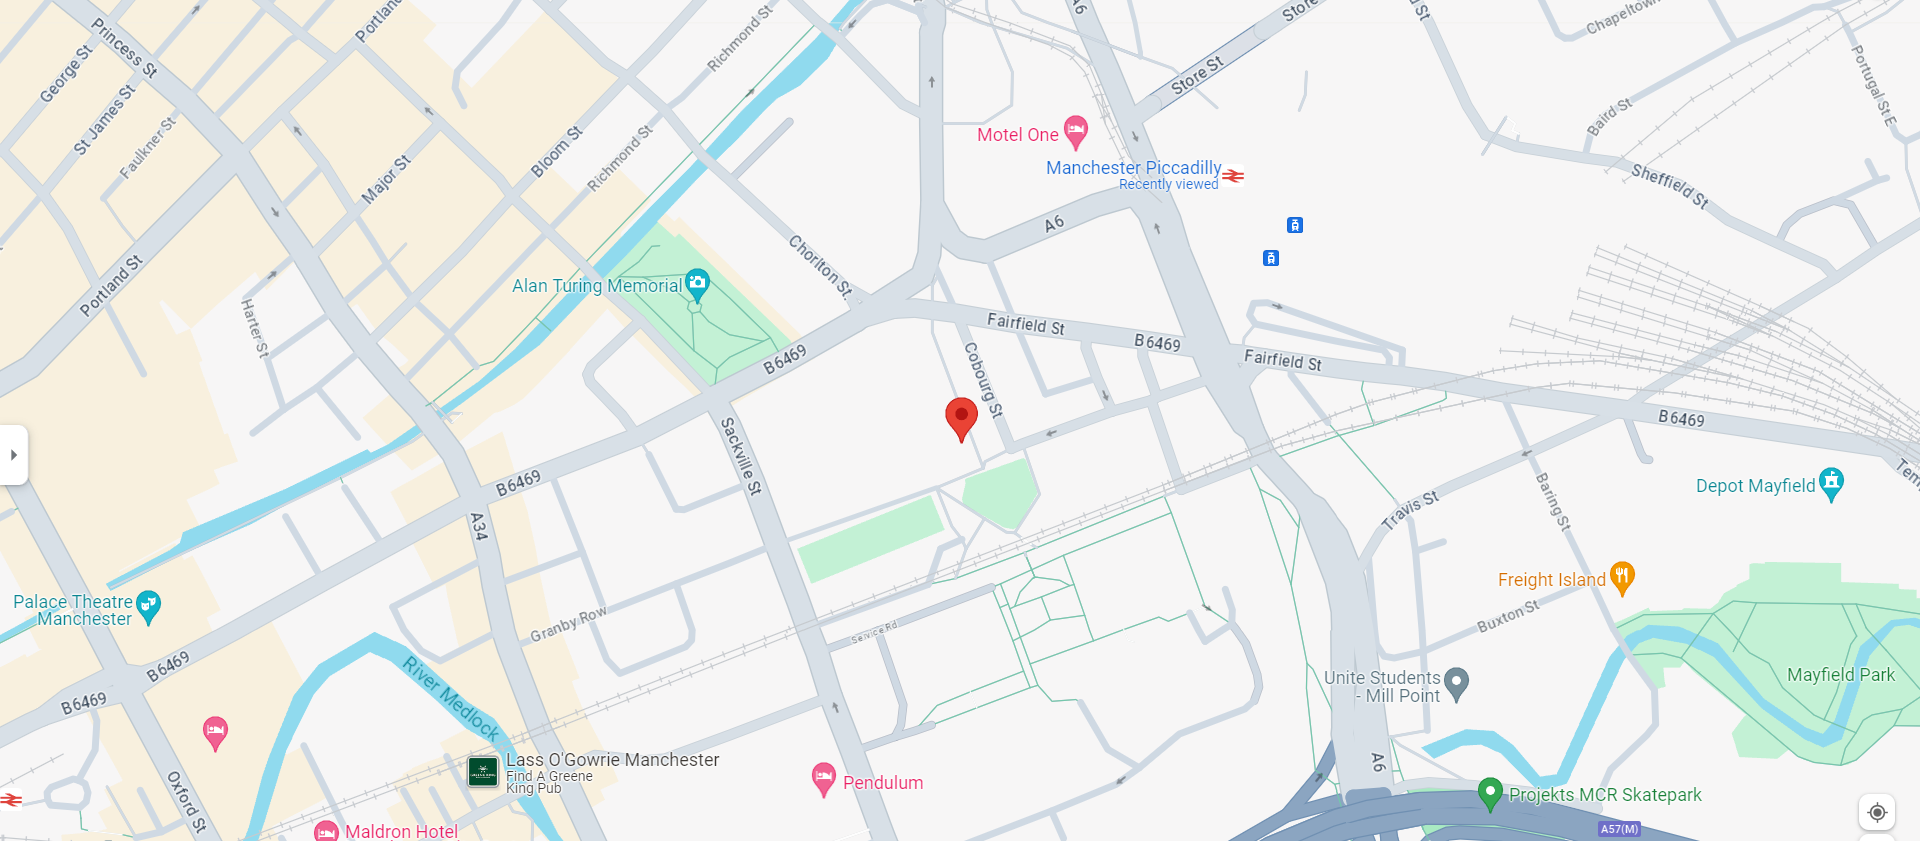 Princess St
Portland
A6
Store
St
Chapeltown
George St
Richmond St
Store St
Portugal St E
St James St
Baird St
Faulkner St
Motel One
Bloom St
Richmond St
Manchester Piccadilly
Recently viewed
Major St
Sheffield St
A6
Portland St
Chorlton St
Alan Turing Memorial
Harter St
Fairfield St
B6469
Fairfield St
B6469
Cobourg St
B6469
Sackville St
B6469
Depot Mayfield
A34
Travis St
Baring St
Tem
Freight Island
Palace Theatre
Manchester
Buxton St
Granby Row
Service Rd
B6469
River Medlock
Mayfield Park
Unite Students
- Mill Point
B6469
Lass O'Gowrie Manchester
Find A Greene
King Pub
A6
Pendulum
Oxford St
Projekts MCR Skatepark
A57(M)
Maldron Hotel